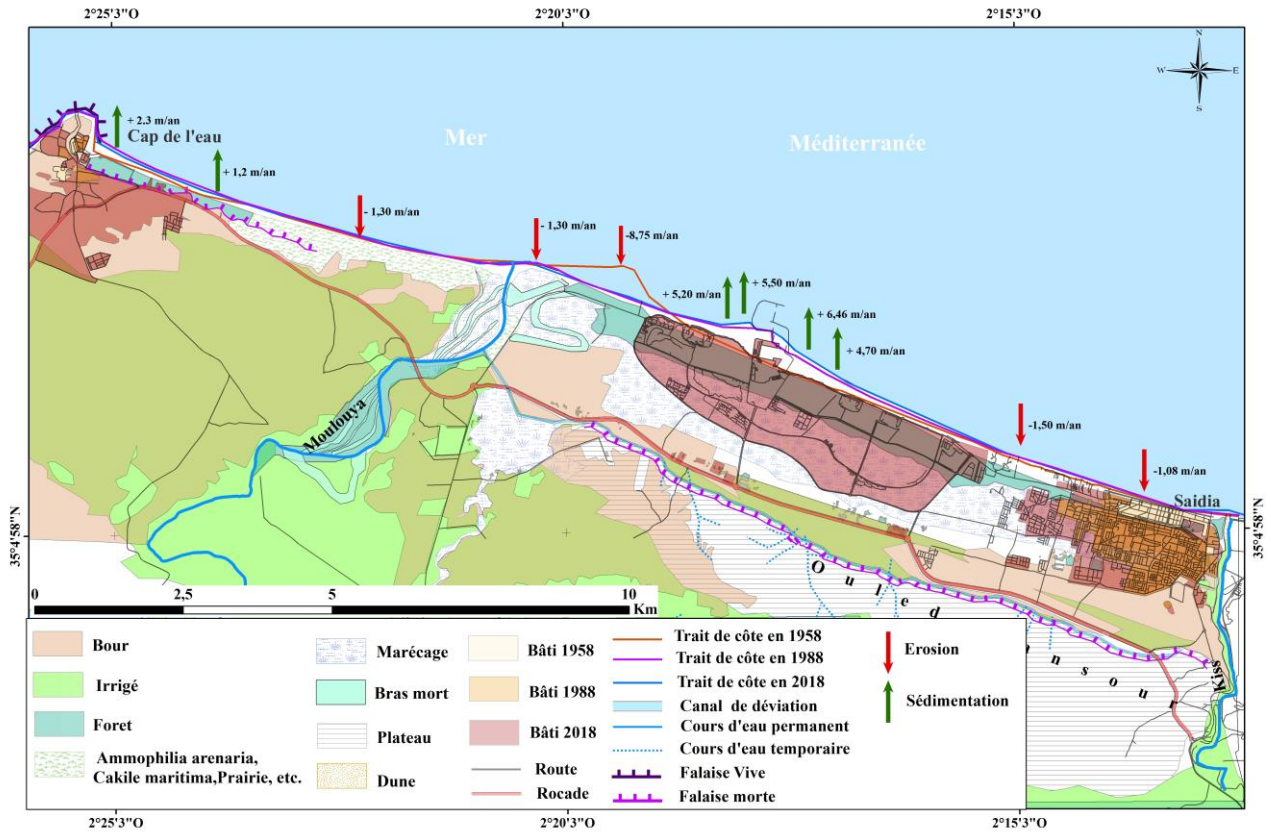 2°25'3"O
2°20'3"O
2°15'3"O
N
W
E
S
+ 2.3 m/an
Cap de l'eau
Mer
Méditerranée
+ 1,2 m/an
- 1,30 m/an
- 1,30 m/an
-8,75 m/an
+ 5,20 m/an
+ 5,50 m/an
+ 6,46 m/an
+ 4,70 m/an
-1,50 m/an
-1,08 m/an
Saidia
Moulouya
35°4'58"N
35°4'58"N
Ouled
ansour
Kiss
0
2,5
5
10
Km
Bour
Irrigé
Foret
Ammophilia arenaria,
Cakile maritima,Prairie, etc.
Marécage
Bras mort
Plateau
Dune
Bâti 1958
Bâti 1988
Bâti 2018
Route
Rocade
Trait de côte en 1958
Trait de côte en 1988
Trait de côte en 2018
Canal de déviation
Cours d'eau permanent
Cours d'eau temporaire
Falaise Vive
Falaise morte
Erosion
Sédimentation
2°25'3"O
2°20'3"O
2°15'3"O